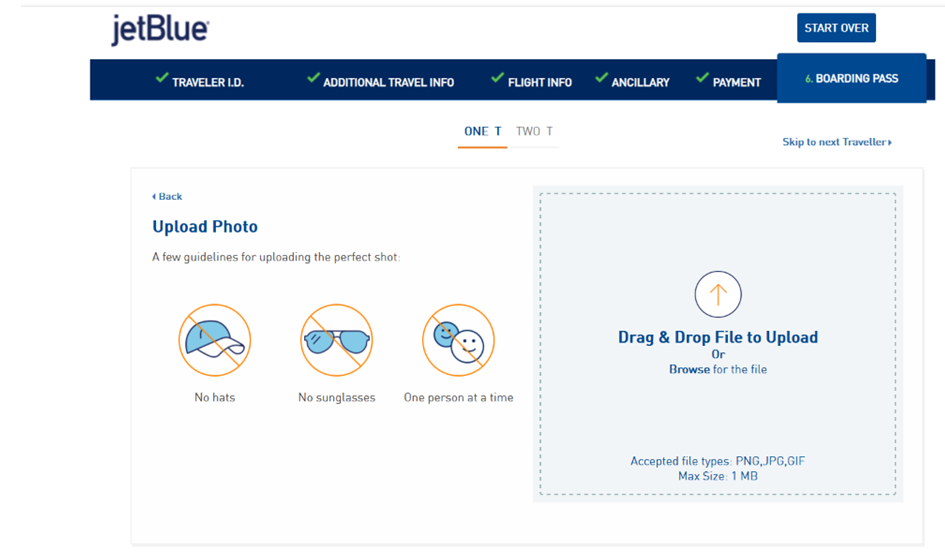 jetBlue
START OVER
TRAVELER I.D.
ADDITIONAL TRAVEL INFO
FLIGHT INFO
ANCILLARY
PAYMENT
6. BOARDING PASS
ONE T
TWO T
Skip to next Traveller
Back
Upload Photo
A few guidelines for uploading the perfect shot:
No hats
No sunglasses
One person at a time
Drag & Drop File to Upload
Or
Browse for the file
Accepted file types: PNG,JPG,GIF
Max Size: 1 MB